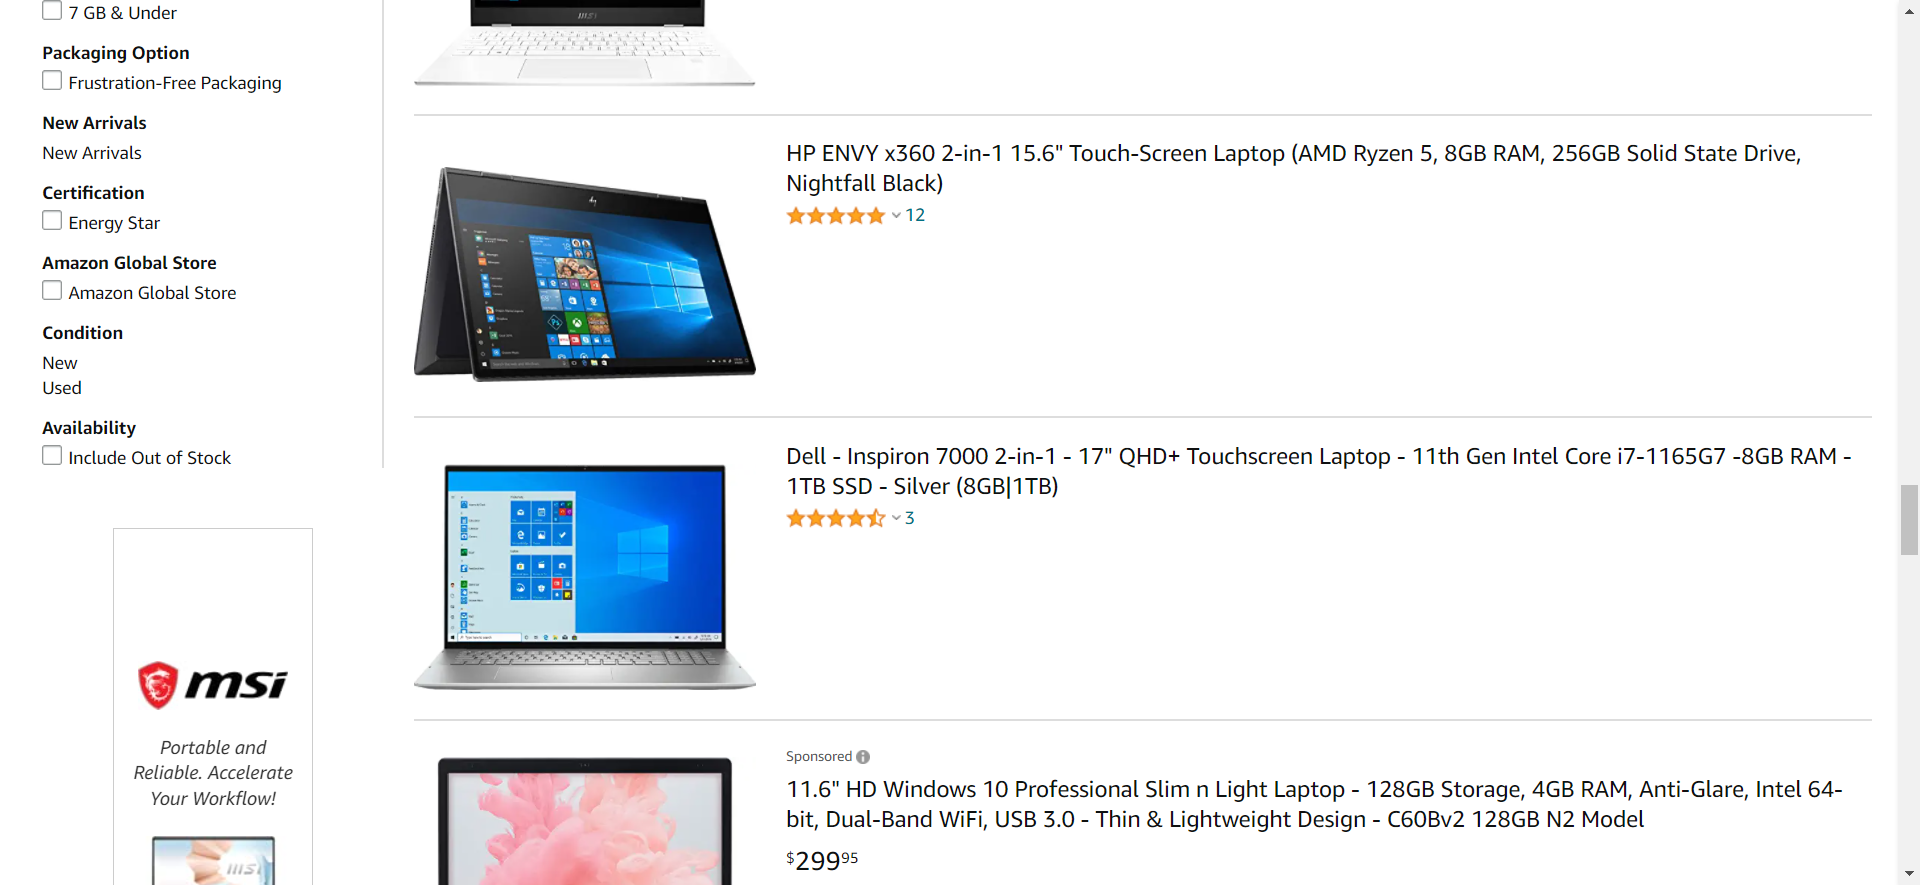 7 GB & Under
Packaging Option
Frustration-Free Packaging
New Arrivals
New Arrivals
Certification
Energy Star
Amazon Global Store
Amazon Global Store
Condition
New
Used
Availability
Include Out of Stock
msi
Portable and
Reliable. Accelerate
Your Workflow!
msi
msi
HP ENVY x360 2-in-1 15.6" Touch-Screen Laptop (AMD Ryzen 5, 8GB RAM, 256GB Solid State Drive,
Nightfall Black)
12
Dell - Inspiron 7000 2-in-1 - 17" QHD+ Touchscreen Laptop - 11th Gen Intel Core i7-1165G7 -8GB RAM -
1TB SSD - Silver (8GB|1TB)
3
Sponsored
11.6" HD Windows 10 Professional Slim n Light Laptop - 128GB Storage, 4GB RAM, Anti-Glare, Intel 64-
bit, Dual-Band WiFi, USB 3.0 - Thin & Lightweight Design - C60Bv2 128GB N2 Model
$29995